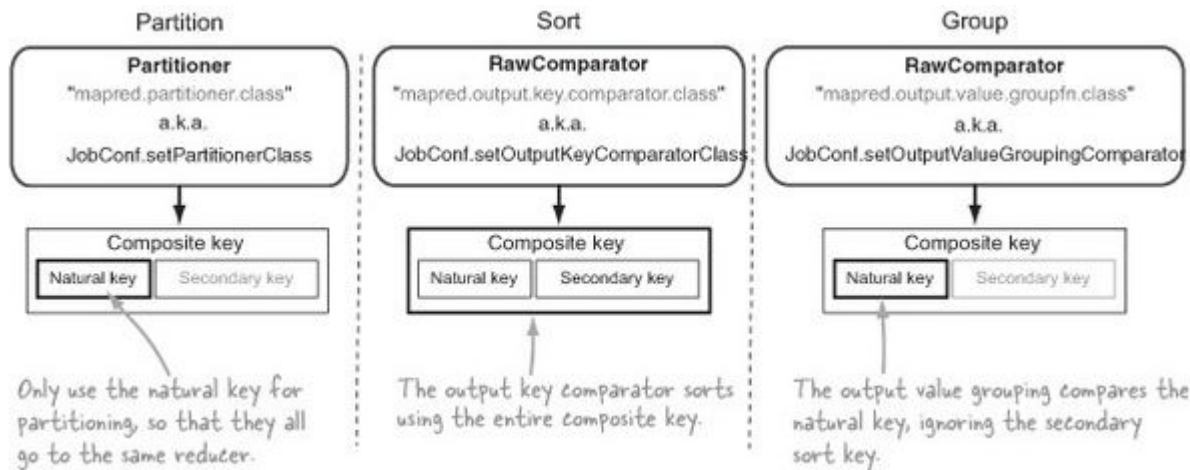 Partition
Partitioner
"mapred.partitioner.class"
a.k.a.
JobConf.setPartitionerClass
Composite key
Natural key
Secondary key
Only use the natural key for
partitioning, so that they all
go to the same reducer.
Sort
RawComparator
"mapred.output.key.comparator.class"
a.k.a.
JobConf.setOutputKeyComparatorClass
Composite key
Natural key
Secondary key
The output key comparator sorts
using the entire composite key.
Group
RawComparator
"mapred.output.value.groupfn.class"
a.k.a.
JobConf.setOutputValueGroupingComparator
Composite key
Natural key
Secondary key
The output value grouping compares the
natural key, ignoring the secondary
sort key.